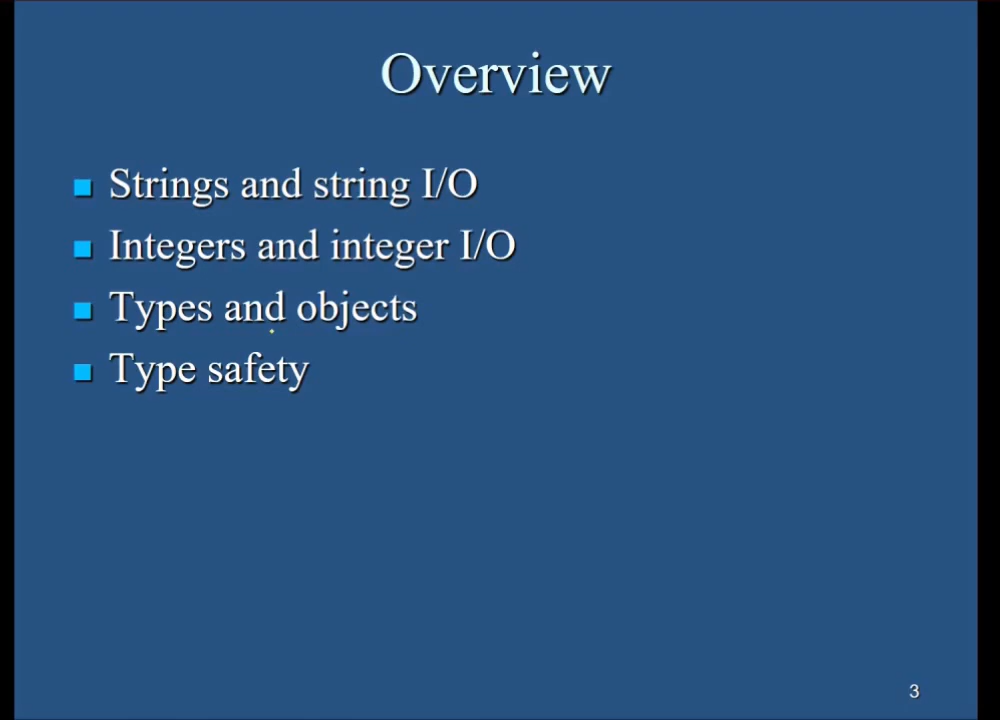 Overview
Strings and string I/O
Integers and integer I/O
Types and objects
Type safety
3